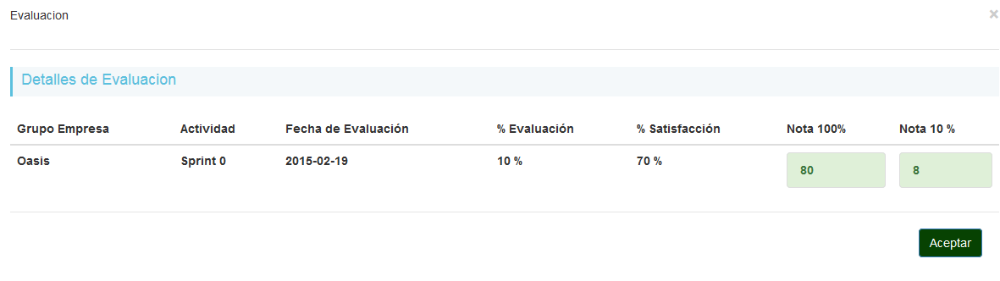 Evaluacion ×
Detalles de Evaluacion
Grupo Empresa Actividad Fecha de Evaluación % Evaluación % Satisfacción Nota 100% Nota 10 %
Oasis Sprint 0 2015-02-19 10 % 70 % 80 8
Aceptar